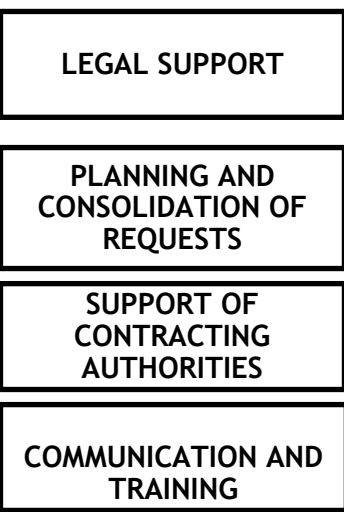 LEGAL SUPPORT
PLANNING AND
CONSOLIDATION OF
REQUESTS
SUPPORT OF
CONTRACTING
AUTHORITIES
COMMUNICATION AND
TRAINING